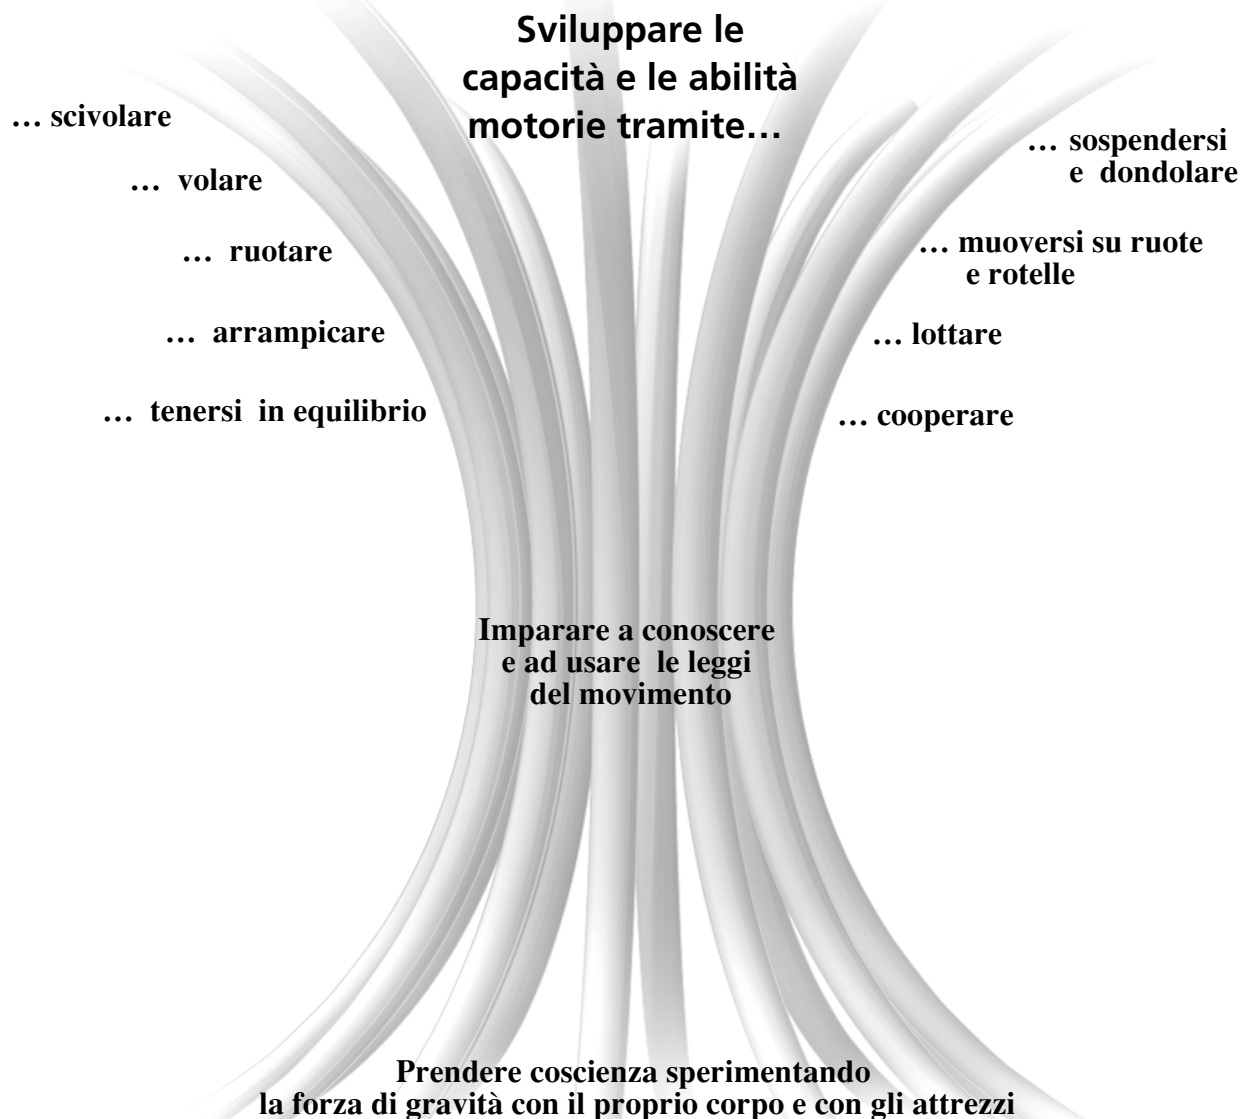 Sviluppare le
capacità e le abilità
motorie tramite…
… scivolare
… volare
… ruotare
… arrampicare
… tenersi in equilibrio
… sospendersi
e dondolare
… muoversi su ruote
e rotelle
… lottare
… cooperare
Imparare a conoscere
e ad usare le leggi
del movimento
Prendere coscienza sperimentando
la forza di gravità con il proprio corpo e con gli attrezzi